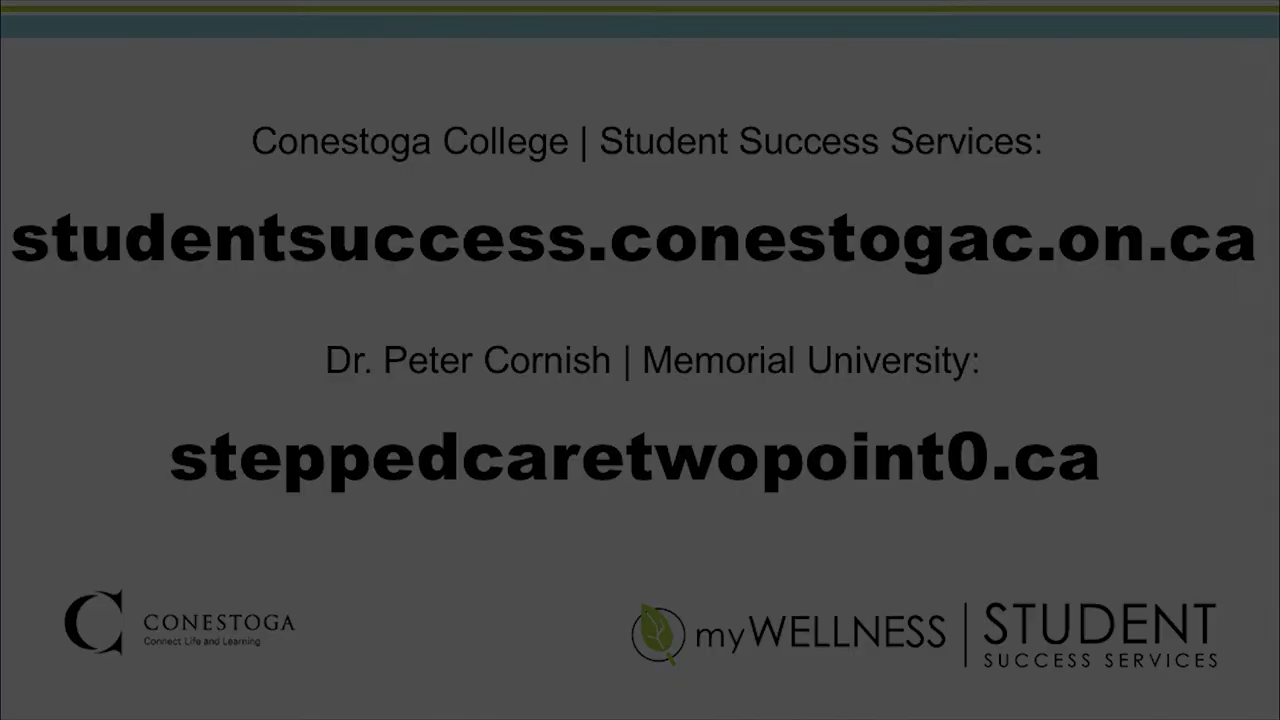 Conestoga College | Student Success Services:
studentsuccess.conestogac.on.ca
Dr. Peter Cornish | Memorial University:
steppedcaretwopoint0.ca
CONESTOGA
Connect Life and Learning
myWELLNESS | STUDENT
SUCCESS SERVICES